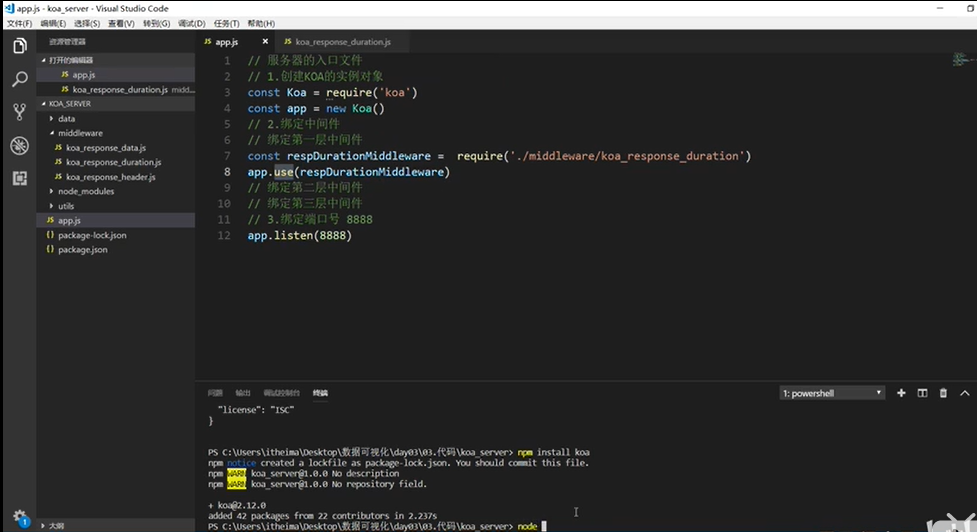 app.js - koa_server - Visual Studio Code
文件(F) 编辑(E) 选择(S) 查看(V) 转到(G) 调试(D) 任务(T) 帮助(H)
资源管理器
打开的编辑器
JS app.js
JS koa_response_duration.js midd...
KOA_SERVER
data
middleware
JS koa_response_data.js
JS koa_response_duration.js
JS koa_response_header.js
node_modules
utils
JS app.js
{} package-lock.json
{} package.json
大纲
1
JS app.js ×
JS koa_response_duration.js
1 // 服务器的入口文件
2 // 1.创建KOA的实例对象
3 const Koa = require('koa')
4 const app = new Koa()
5 // 2.绑定中间件
6 // 绑定第一层中间件
7 const respDurationMiddleware =  require('./middleware/koa_response_duration')
8 app.use(respDurationMiddleware)
9 // 绑定第二层中间件
10 // 绑定第三层中间件
11 // 3.绑定端口号 8888
12 app.listen(8888)
问题 输出 调试控制台 终端
1: powershell
"license": "ISC"
}
PS C:\Users\itheima\Desktop\数据可视化\day03\03.代码\koa_server> npm install koa
npm notice created a lockfile as package-lock.json. You should commit this file.
npm WARN koa_server@1.0.0 No description
npm WARN koa_server@1.0.0 No repository field.
+ koa@2.12.0
added 42 packages from 22 contributors in 2.237s
PS C:\Users\itheima\Desktop\数据可视化\day03\03.代码\koa_server> node